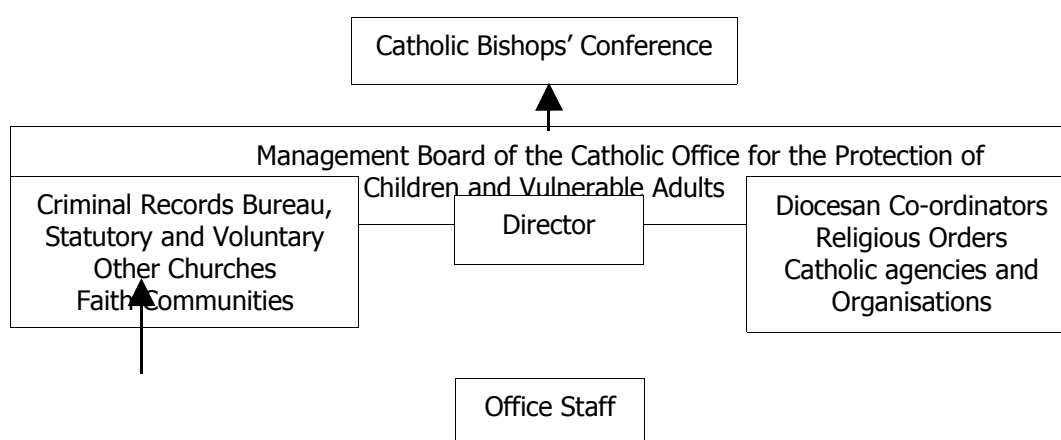 Catholic Bishops’ Conference
Management Board of the Catholic Office for the Protection of
Children and Vulnerable Adults
Criminal Records Bureau,
Statutory and Voluntary
Other Churches
Faith Communities
Director
Diocesan Co-ordinators
Religious Orders
Catholic agencies and
Organisations
Office Staff